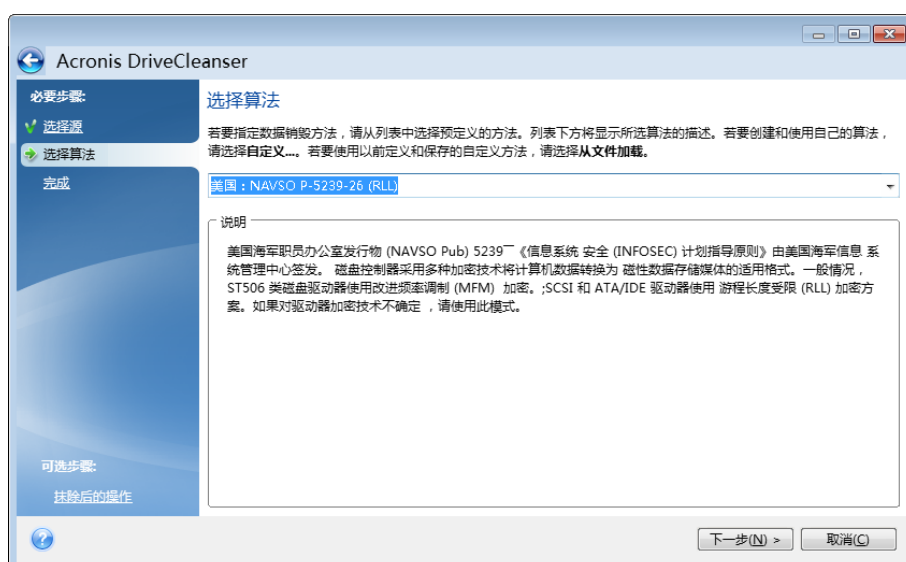 Acronis DriveCleanser
必要步骤:
选择源
选择算法
完成
可选步骤:
抹除后的操作
选择算法
若要指定数据销毁方法，请从列表中选择预定义的方法。列表下方将显示所选算法的描述。若要创建和使用自己的算法，
请选择自定义...。若要使用以前定义和保存的自定义方法，请选择从文件加载。
美国：NAVSO P-5239-26 (RLL)
说明
美国海军职员办公室发行物 (NAVSO Pub) 5239¯《信息系统 安全 (INFOSEC) 计划指导原则》由美国海军信息 系
统管理中心签发。 磁盘控制器采用多种加密技术将计算机数据转换为 磁性数据存储媒体的适用格式。一般情况，
ST506 类磁盘驱动器使用改进频率调制 (MFM) 加密。;SCSI 和 ATA/IDE 驱动器使用 游程长度受限 (RLL) 加密方
案。如果对驱动器加密技术不确定 ，请使用此模式。
下一步(N) >
取消(C)